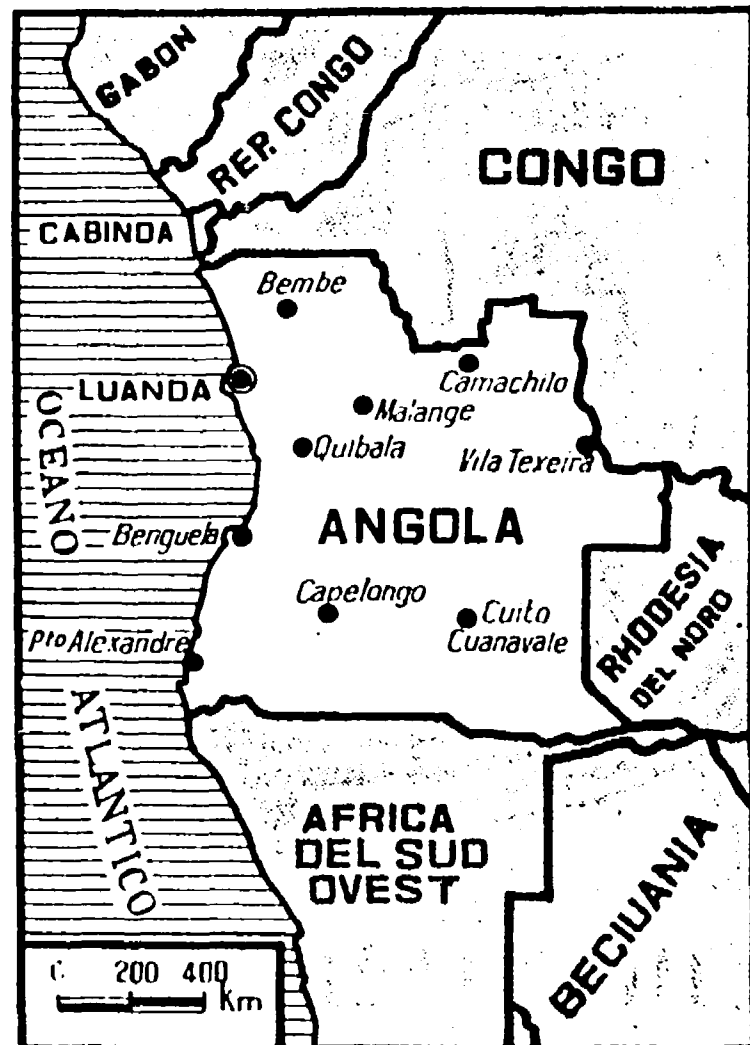 GABON
REP. CONGO
CONGO
CABINDA
Bembe
LUANDA
Camachilo
Malange
Quibala
Vila Texeira
OCEANO
ATLANTICO
Benguela
ANGOLA
Capelongo
Cuito
Cuanavale
Pto Alexandre
RHODESIA
DEL NORD
AFRICA
DEL SUD
OVEST
BECIUANIA
0 200 400
Km